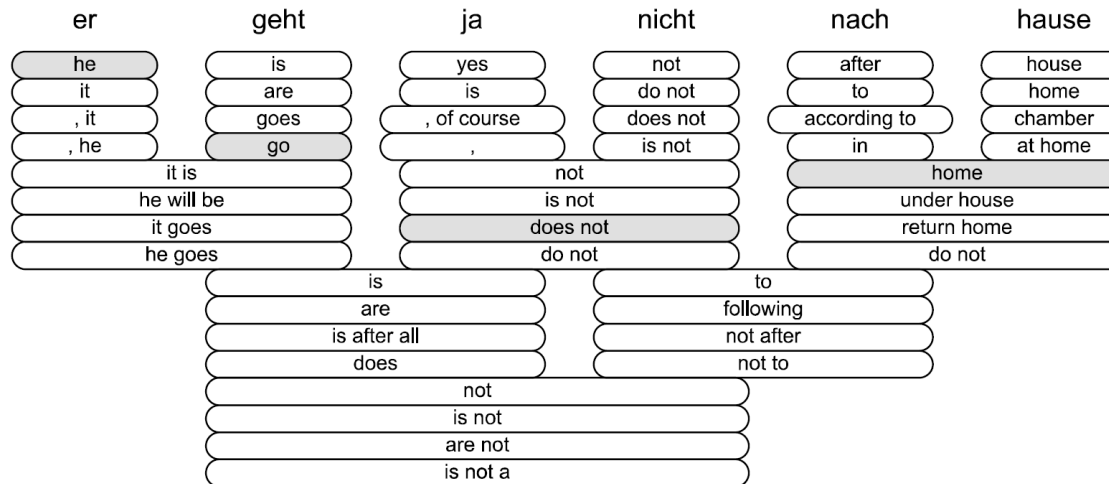 er geht ja nicht nach hause
he is yes not after house
it are is do not to home
, it goes , of course does not according to chamber
, he go , is not in at home
it is not home
he will be is not under house
it goes does not return home
he goes do not do not
is to
are following
is after all not after
does not to
not
is not
are not
is not a